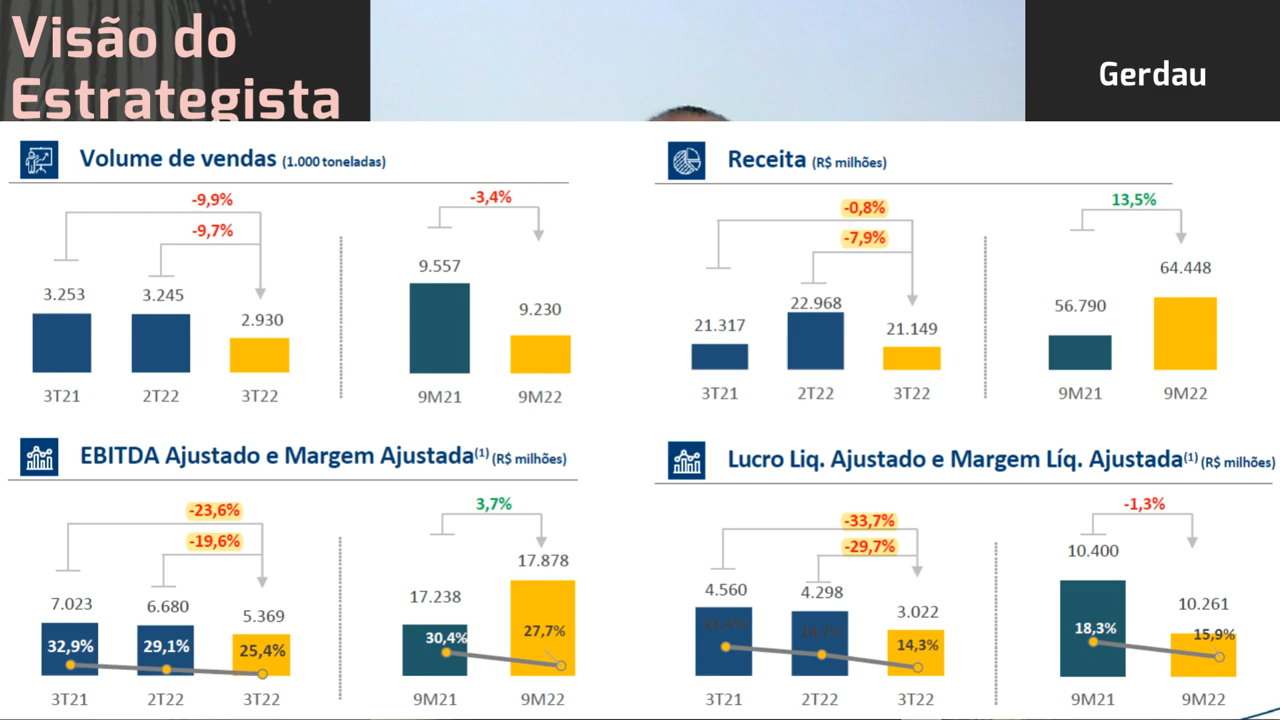 Visão do
Estrategista
Gerdau
Volume de vendas (1.000 toneladas)
-9,9%
-9,7%
3.253
3.245
2.930
3T21
2T22
3T22
-3,4%
9.557
9.230
9M21
9M22
Receita (R$ milhões)
-0,8%
-7,9%
21.317
22.968
21.149
3T21
2T22
3T22
13,5%
56.790
64.448
9M21
9M22
EBITDA Ajustado e Margem Ajustada(1) (R$ milhões)
-23,6%
-19,6%
7.023
6.680
5.369
32,9%
29,1%
25,4%
3T21
2T22
3T22
3,7%
17.238
17.878
30,4%
27,7%
9M21
9M22
Lucro Liq. Ajustado e Margem Líq. Ajustada(1) (R$ milhões)
-33,7%
-29,7%
4.560
4.298
3.022
14,3%
3T21
2T22
3T22
-1,3%
10.400
10.261
18,3%
15,9%
9M21
9M22